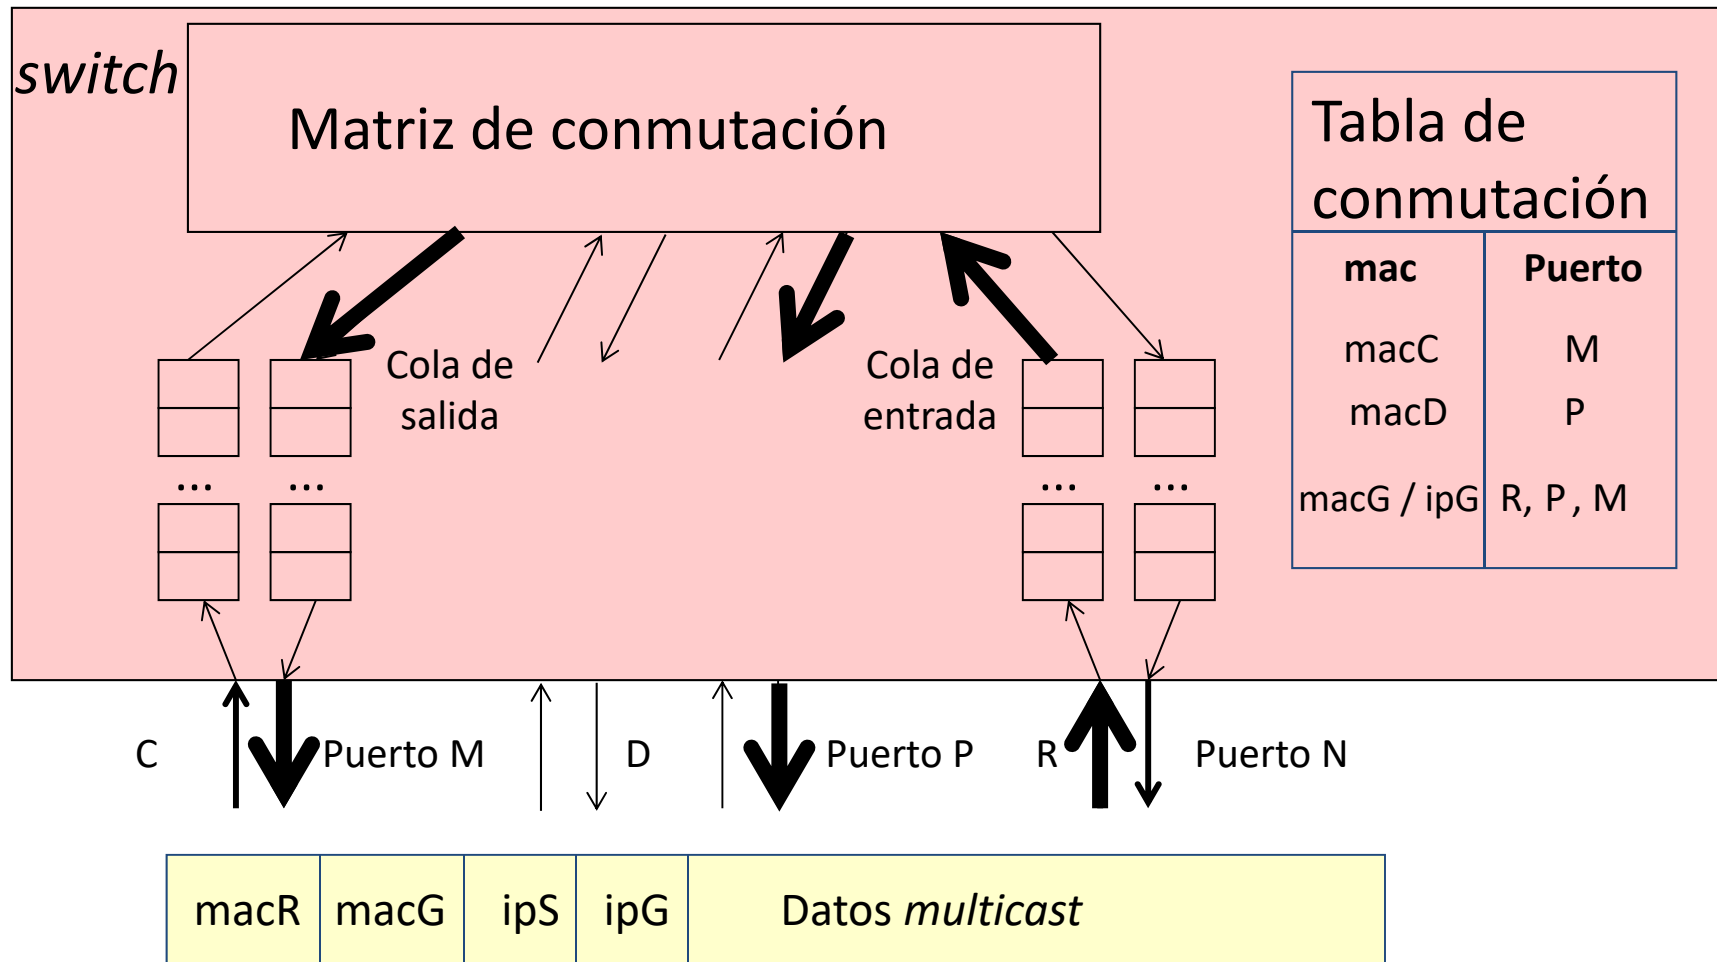 switch
Matriz de conmutación
Tabla de
conmutación
mac Puerto
macC M
macD P
macG / ipG R, P , M
Cola de
salida
Cola de
entrada
... ... ... ...
C Puerto M D Puerto P R Puerto N
macR macG ipS ipG Datos multicast